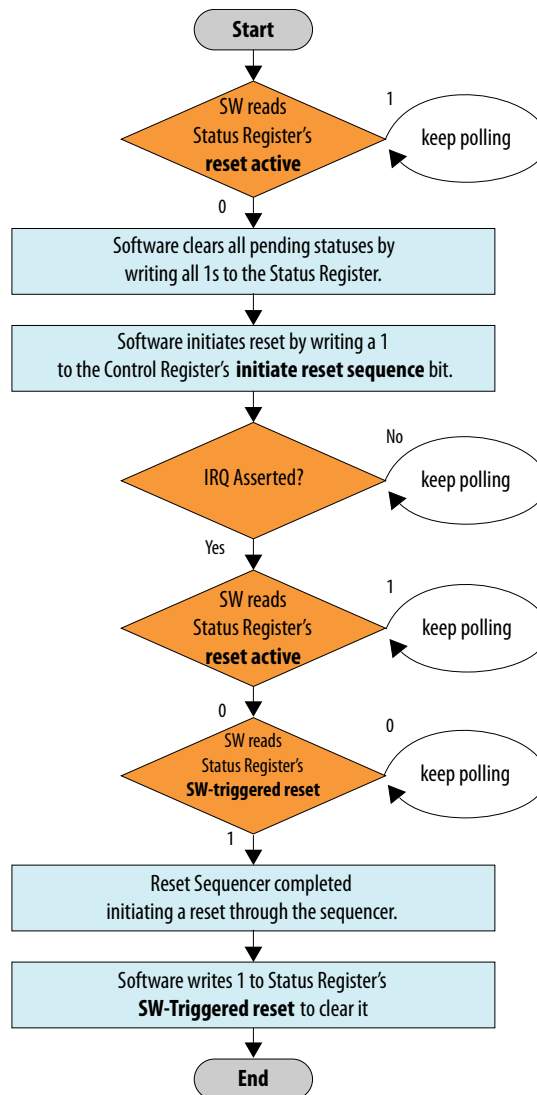 Start
SW reads
Status Register's
reset active
1
keep polling
0
Software clears all pending statuses by
writing all 1s to the Status Register.
Software initiates reset by writing a 1
to the Control Register's initiate reset sequence bit.
IRQ Asserted?
No
keep polling
Yes
SW reads
Status Register's
reset active
1
keep polling
0
SW reads
Status Register's
SW-triggered reset
0
keep polling
1
Reset Sequencer completed
initiating a reset through the sequencer.
Software writes 1 to Status Register's
SW-Triggered reset to clear it
End